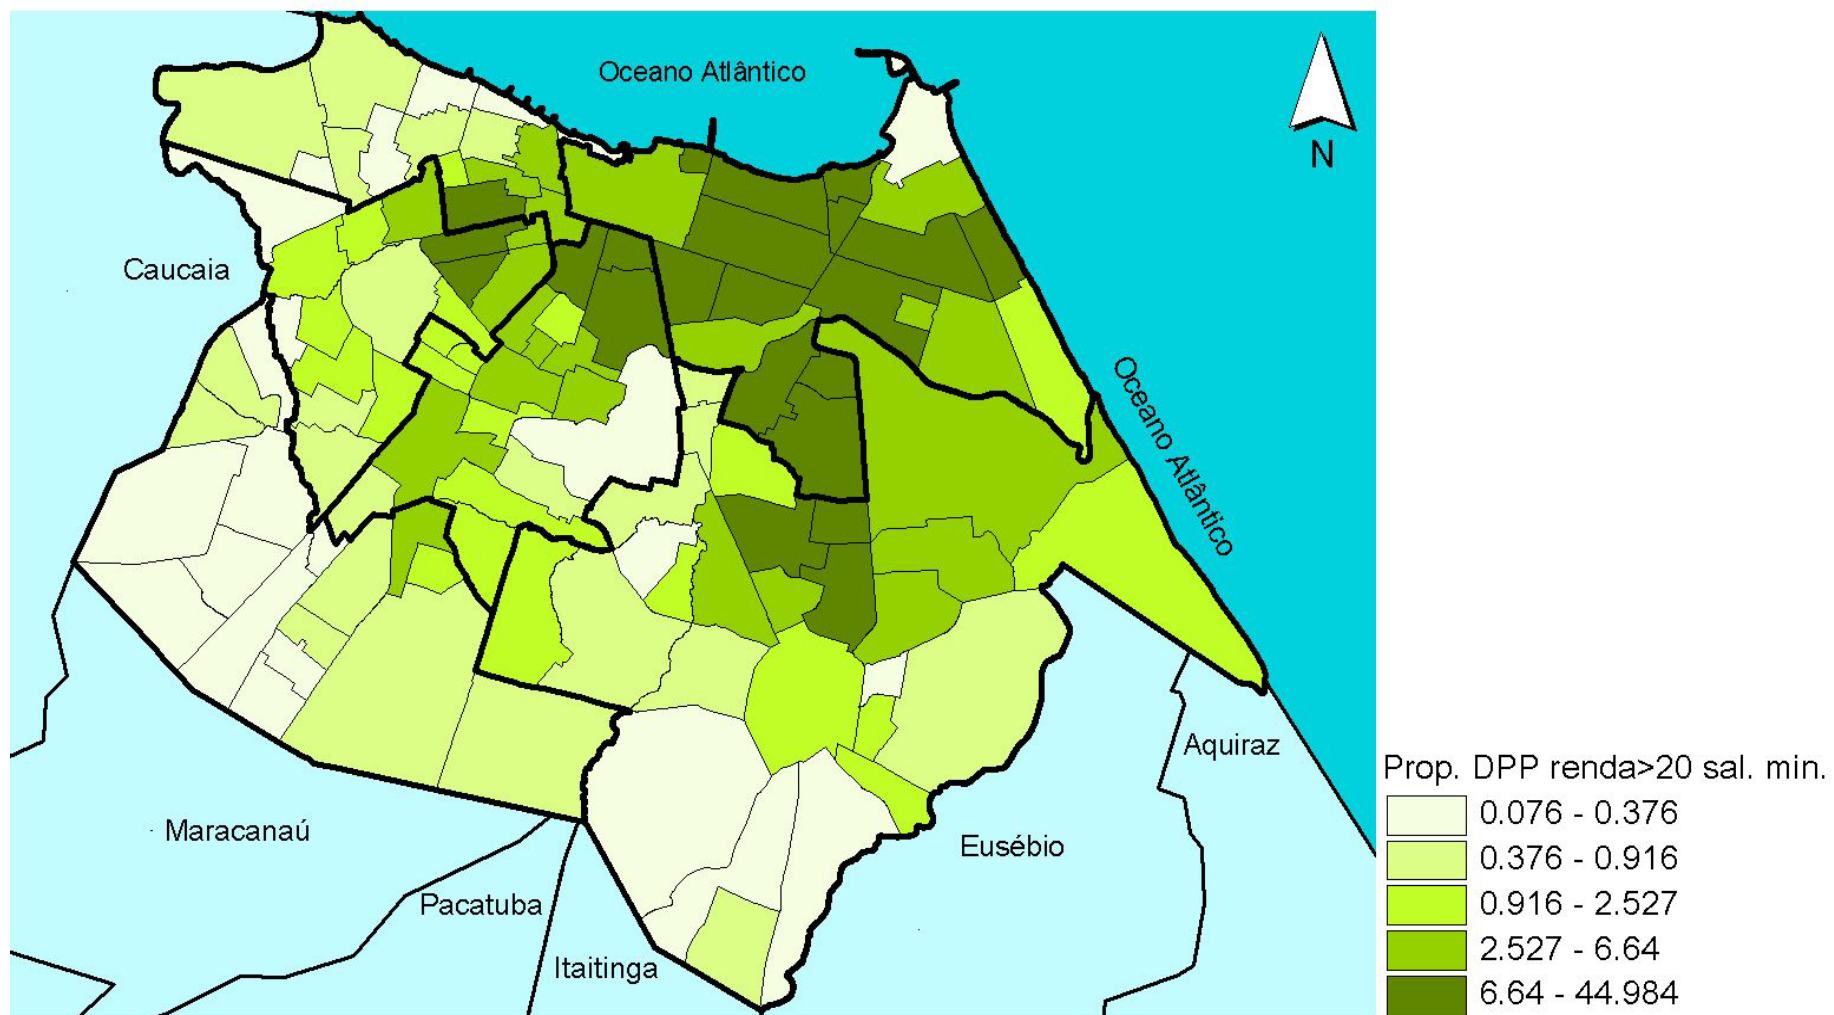 Oceano Atlântico
N
Caucaia
Oceano Atlântico
Aquiraz
Maracanaú
Eusébio
Pacatuba
Itaitinga
Prop. DPP renda>20 sal. min.
0.076 - 0.376
0.376 - 0.916
0.916 - 2.527
2.527 - 6.64
6.64 - 44.984